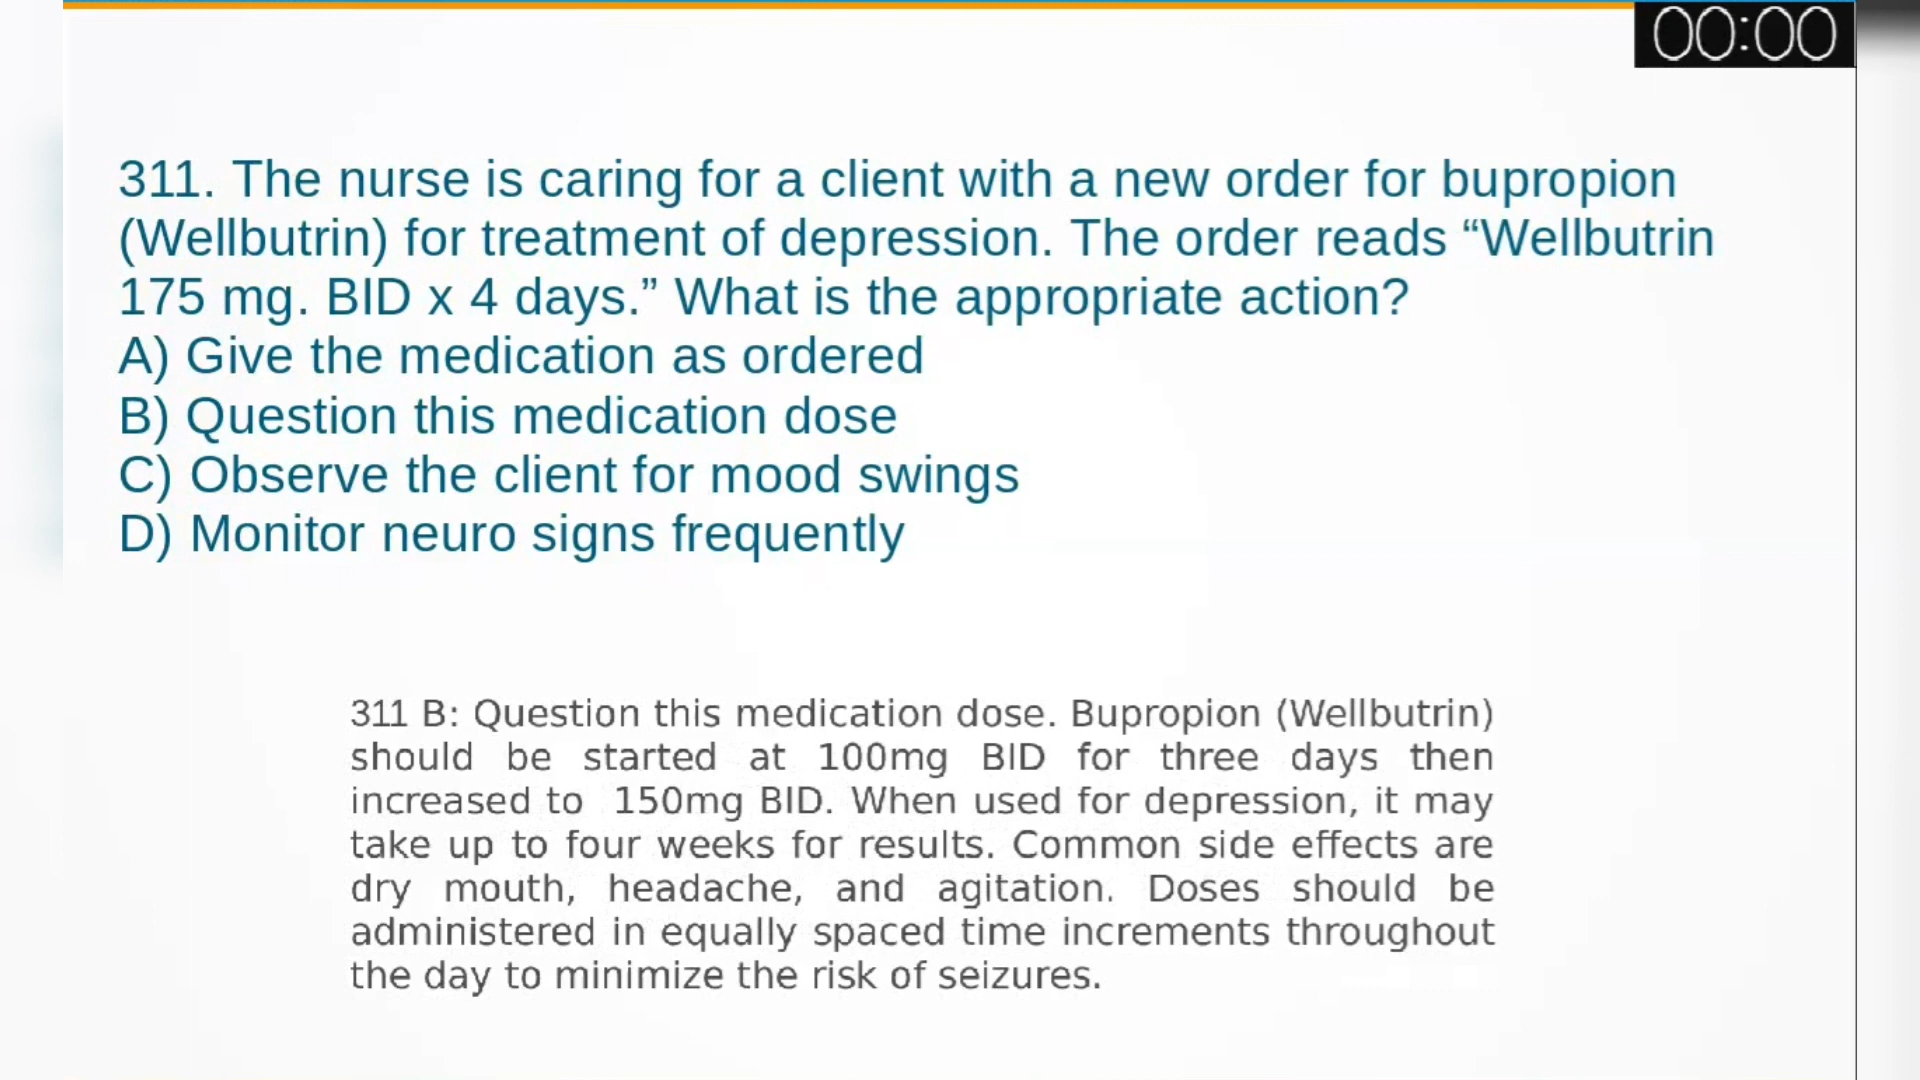 00:00
311. The nurse is caring for a client with a new order for bupropion
(Wellbutrin) for treatment of depression. The order reads “Wellbutrin
175 mg. BID x 4 days.” What is the appropriate action?
A) Give the medication as ordered
B) Question this medication dose
C) Observe the client for mood swings
D) Monitor neuro signs frequently
311 B: Question this medication dose. Bupropion (Wellbutrin)
should be started at 100mg BID for three days then
increased to 150mg BID. When used for depression, it may
take up to four weeks for results. Common side effects are
dry mouth, headache, and agitation. Doses should be
administered in equally spaced time increments throughout
the day to minimize the risk of seizures.